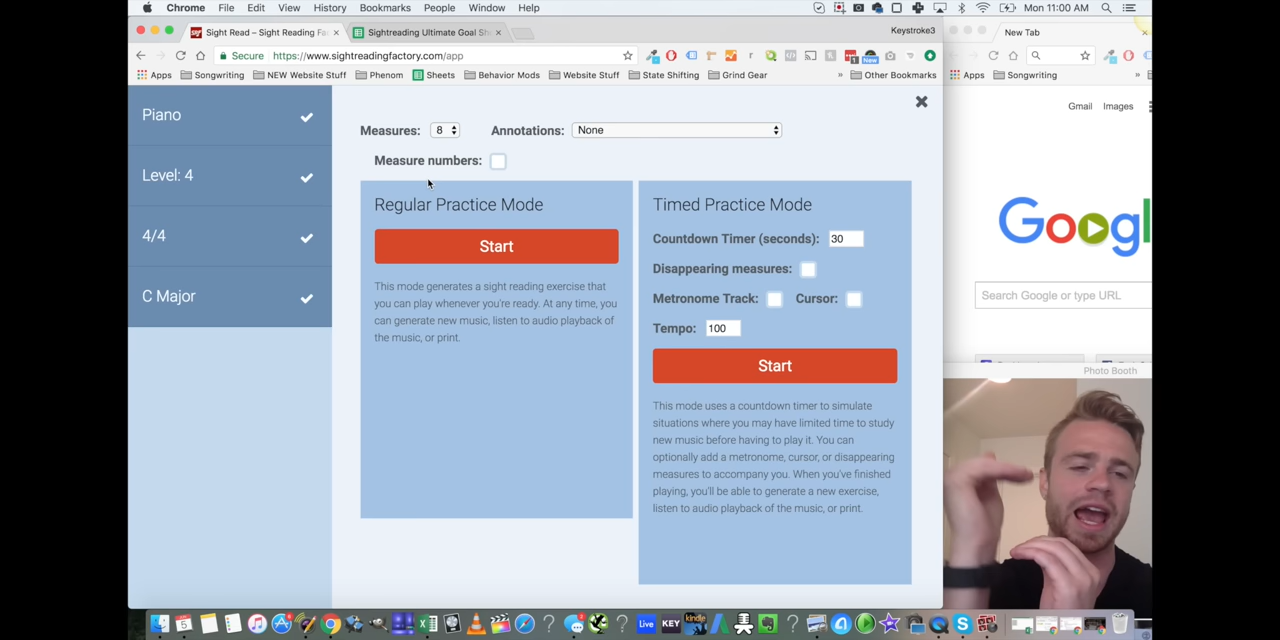 Chrome File Edit View History Bookmarks People Window Help Mon 11:00 AM
Sight Read – Sight Reading Fac × Sightreading Ultimate Goal Sh × Keystroke3 New Tab
Secure https://www.sightreadingfactory.com/app New
Apps Songwriting NEW Website Stuff Phenom Sheets Behavior Mods Website Stuff State Shifting Grind Gear » Other Bookmarks Apps Songwriting »
Piano
Level: 4
4/4
C Major
Measures: 8 Annotations: None
Measure numbers:
Regular Practice Mode
Start
This mode generates a sight reading exercise that
you can play whenever you're ready. At any time, you
can generate new music, listen to audio playback of
the music, or print.
Timed Practice Mode
Countdown Timer (seconds): 30
Disappearing measures:
Metronome Track: Cursor:
Tempo: 100
Start
This mode uses a countdown timer to simulate
situations where you may have limited time to study
new music before having to play it. You can
optionally add a metronome, cursor, or disappearing
measures to accompany you. When you've finished
playing, you'll be able to generate a new exercise,
listen to audio playback of the music, or print.
Gmail Images
Googl
Search Google or type URL
Photo Booth
Live KEY kindle